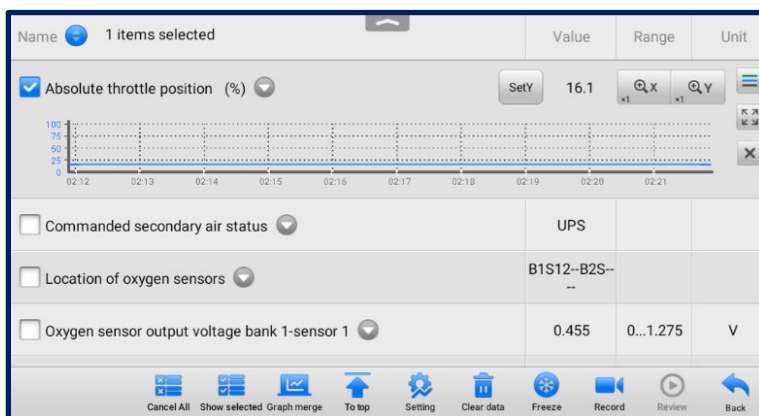 Name 1 items selected Value Range Unit
Absolute throttle position (%) SetY 16.1 x1 X x1 Y
100
75
50
25
0
02:12 02:13 02:14 02:15 02:16 02:17 02:18 02:19 02:20 02:21
Commanded secondary air status UPS
Location of oxygen sensors B1S12--B2S--
--
Oxygen sensor output voltage bank 1-sensor 1 0.455 0...1.275 V
Cancel All Show selected Graph merge To top Setting Clear data Freeze Record Review Back